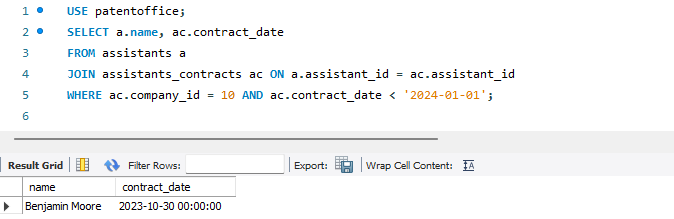 1 USE patentoffice;
2 SELECT a.name, ac.contract_date
3 FROM assistants a
4 JOIN assistants_contracts ac ON a.assistant_id = ac.assistant_id
5 WHERE ac.company_id = 10 AND ac.contract_date < '2024-01-01';
6
Result Grid Filter Rows: Export: Wrap Cell Content:
name contract_date
Benjamin Moore 2023-10-30 00:00:00